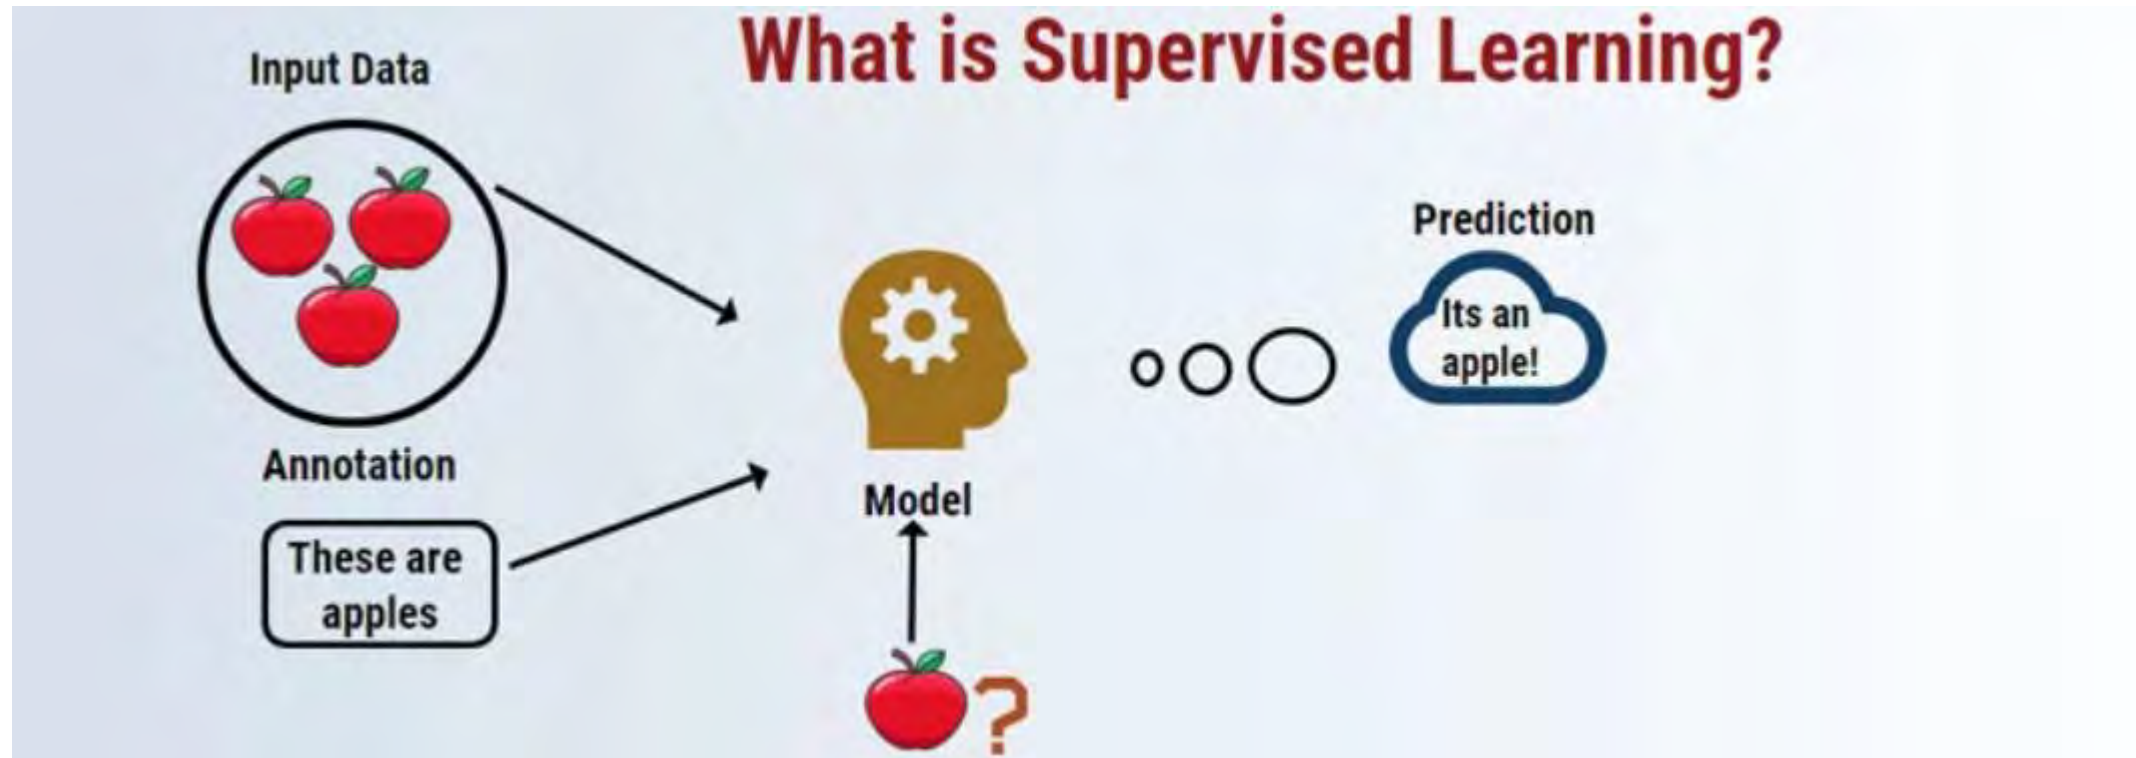 What is Supervised Learning?
Input Data
Annotation
These are
apples
Model
?
Prediction
Its an
apple!